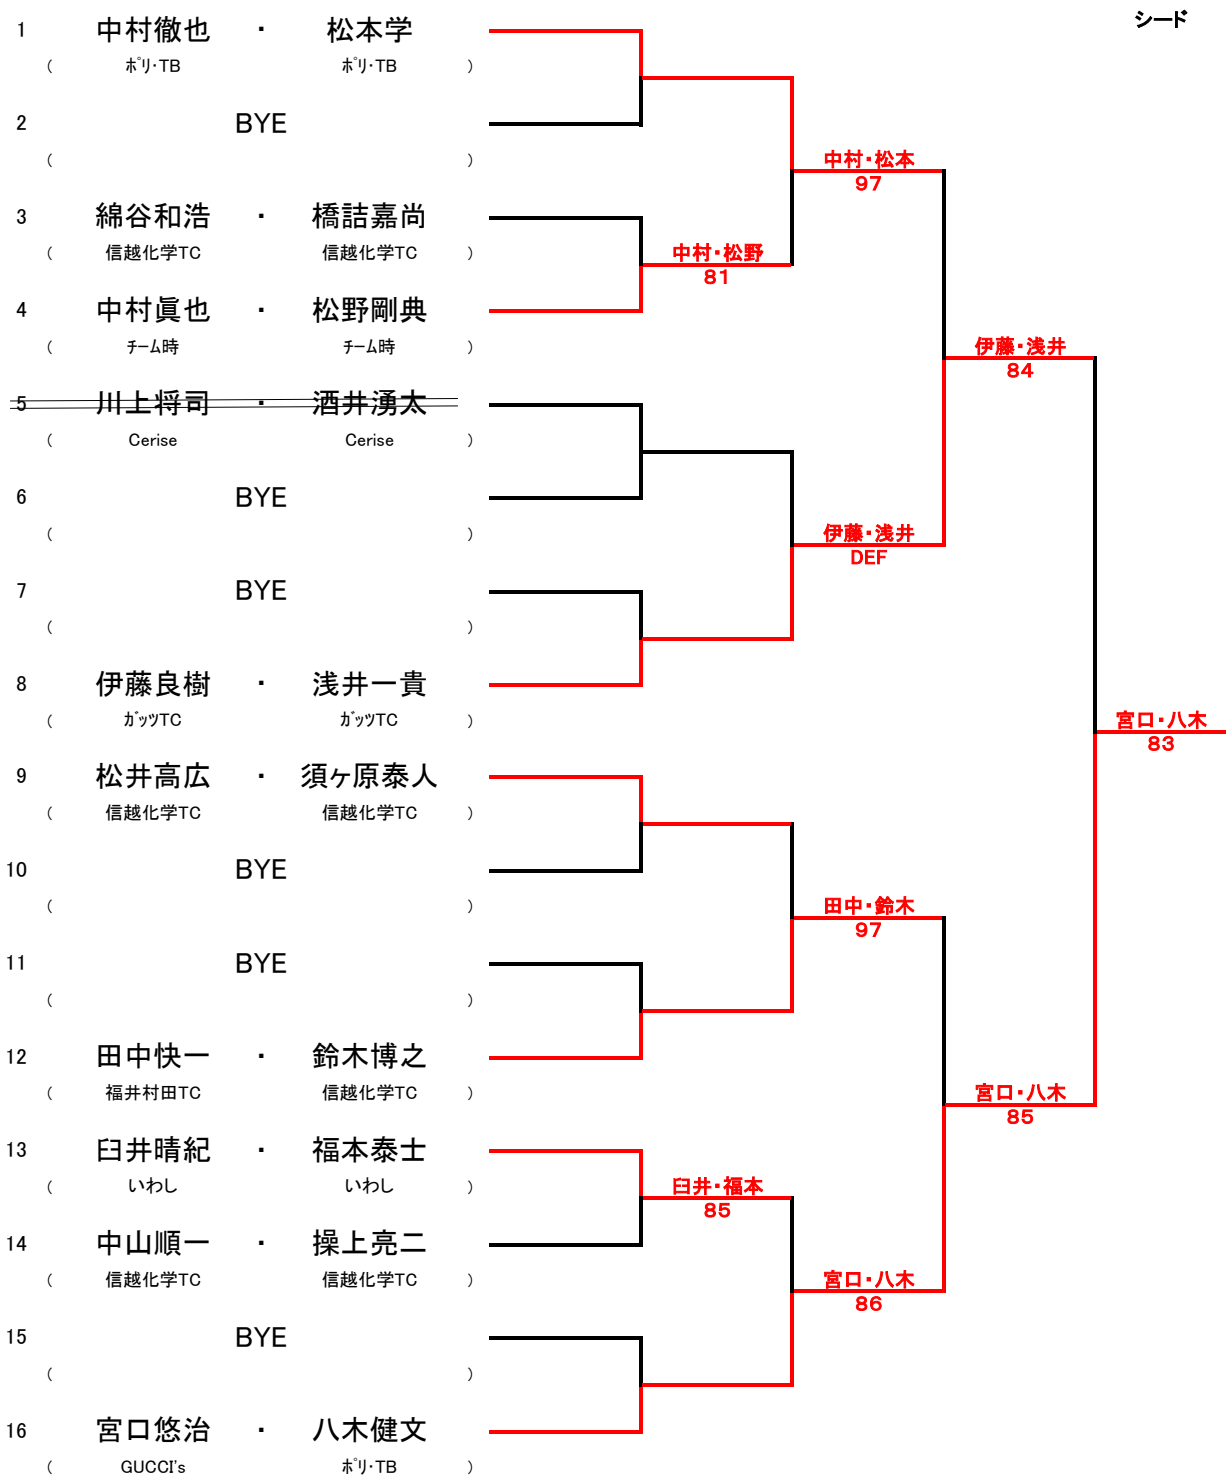 シード
1 中村徹也 ・ 松本学
( ﾎﾟﾘ･TB ﾎﾟﾘ･TB )
2 BYE
( )
中村・松本
97
3 綿谷和浩 ・ 橋詰嘉尚
( 信越化学TC 信越化学TC )
中村・松野
81
4 中村眞也 ・ 松野剛典
( ﾁｰﾑ時 ﾁｰﾑ時 )
伊藤・浅井
84
5 川上将司 ・ 酒井湧太
( Cerise Cerise )
6 BYE
( )
伊藤・浅井
DEF
7 BYE
( )
8 伊藤良樹 ・ 浅井一貴
( ｶﾞｯﾂTC ｶﾞｯﾂTC )
宮口・八木
83
9 松井高広 ・ 須ヶ原泰人
( 信越化学TC 信越化学TC )
10 BYE
( )
田中・鈴木
97
11 BYE
( )
12 田中快一 ・ 鈴木博之
( 福井村田TC 信越化学TC )
宮口・八木
85
13 臼井晴紀 ・ 福本泰士
( いわし いわし )
臼井・福本
85
14 中山順一 ・ 操上亮二
( 信越化学TC 信越化学TC )
宮口・八木
86
15 BYE
( )
16 宮口悠治 ・ 八木健文
( GUCCI's ﾎﾟﾘ･TB )